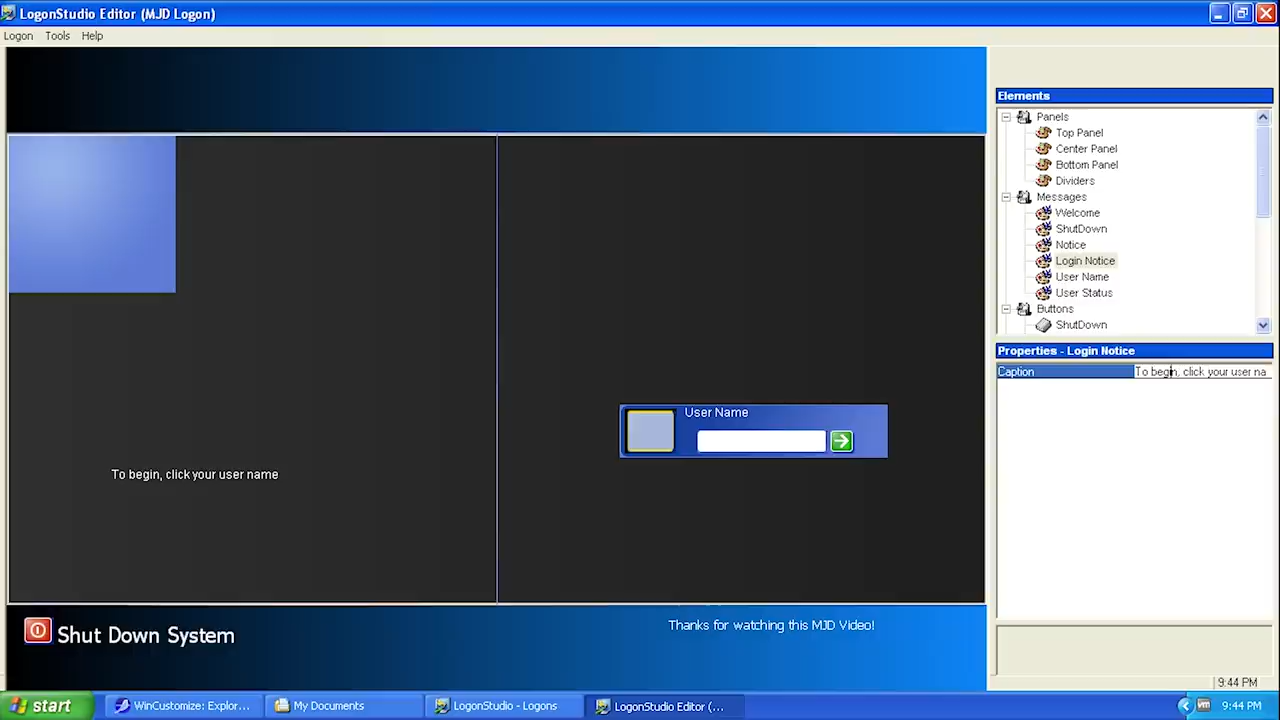 LogonStudio Editor (MJD Logon)
Logon Tools Help
Elements
Panels
Top Panel
Center Panel
Bottom Panel
Dividers
Messages
Welcome
ShutDown
Notice
Login Notice
User Name
User Status
Buttons
ShutDown
Properties - Login Notice
Caption To begin, click your user na
User Name
To begin, click your user name
Shut Down System
Thanks for watching this MJD Video!
9:44 PM
start WinCustomize: Explor... My Documents LogonStudio - Logons LogonStudio Editor (... vm 9:44 PM